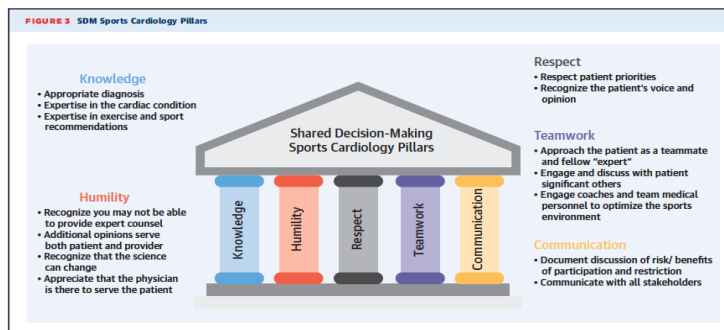 FIGURE 3 SDM Sports Cardiology Pillars
Knowledge
• Appropriate diagnosis
• Expertise in the cardiac condition
• Expertise in exercise and sport
recommendations
Humility
• Recognize you may not be able
to provide expert counsel
• Additional opinions serve
both patient and provider
• Recognize that the science
can change
• Appreciate that the physician
is there to serve the patient
Shared Decision-Making
Sports Cardiology Pillars
Knowledge
Humility
Respect
Teamwork
Communication
Respect
• Respect patient priorities
• Recognize the patient's voice and
opinion
Teamwork
• Approach the patient as a teammate
and fellow "expert"
• Engage and discuss with patient
significant others
• Engage coaches and team medical
personnel to optimize the sports
environment
Communication
• Document discussion of risk/ benefits
of participation and restriction
• Communicate with all stakeholders